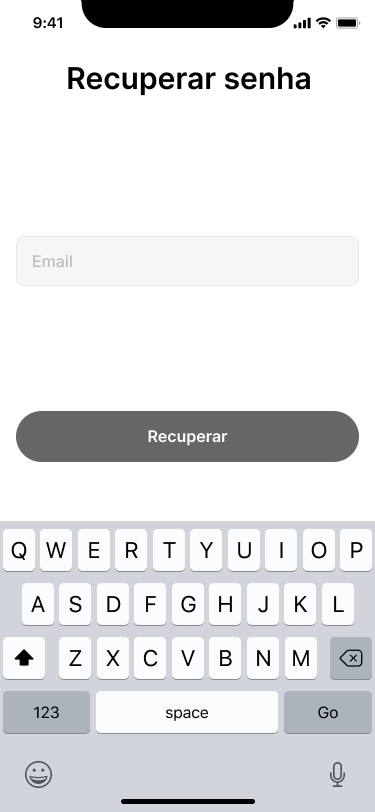 9:41
Recuperar senha
Email
Recuperar
Q W E R T Y U I O P
A S D F G H J K L
Z X C V B N M
123 space Go